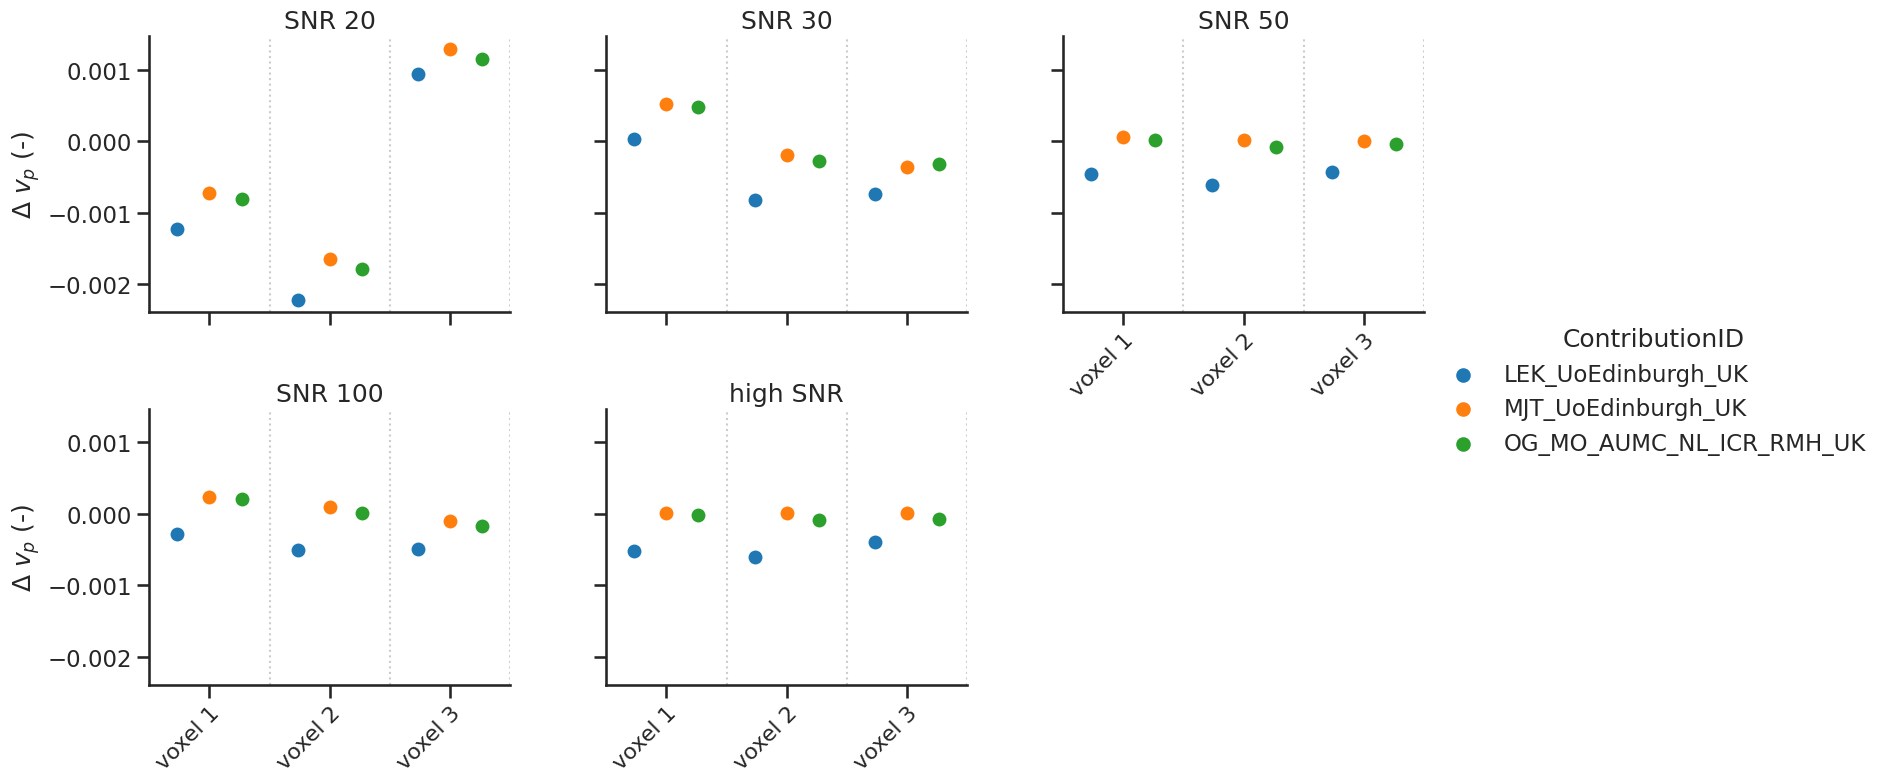 SNR 20
SNR 30
SNR 50
0.001
0.000
−0.001
−0.002
Δ vₚ (-)
voxel 1
voxel 2
voxel 3
ContributionID
LEK_UoEdinburgh_UK
MJT_UoEdinburgh_UK
OG_MO_AUMC_NL_ICR_RMH_UK
SNR 100
high SNR
0.001
0.000
−0.001
−0.002
Δ vₚ (-)
voxel 1
voxel 2
voxel 3
voxel 1
voxel 2
voxel 3